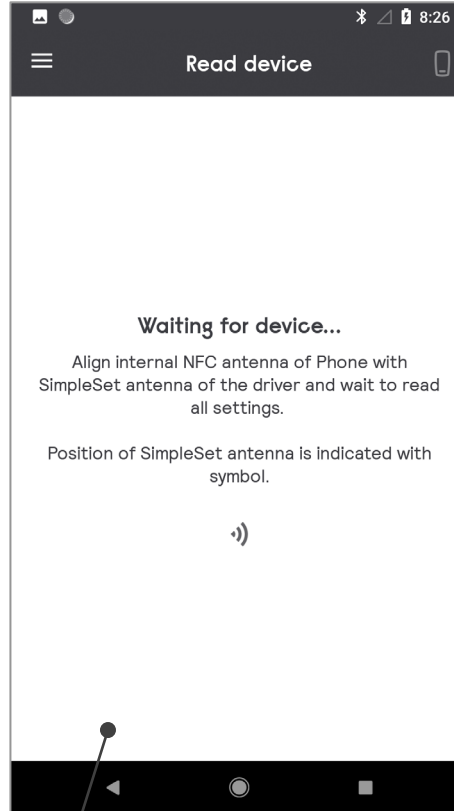 8:26
Read device
Waiting for device...
Align internal NFC antenna of Phone with
SimpleSet antenna of the driver and wait to read
all settings.
Position of SimpleSet antenna is indicated with
symbol.